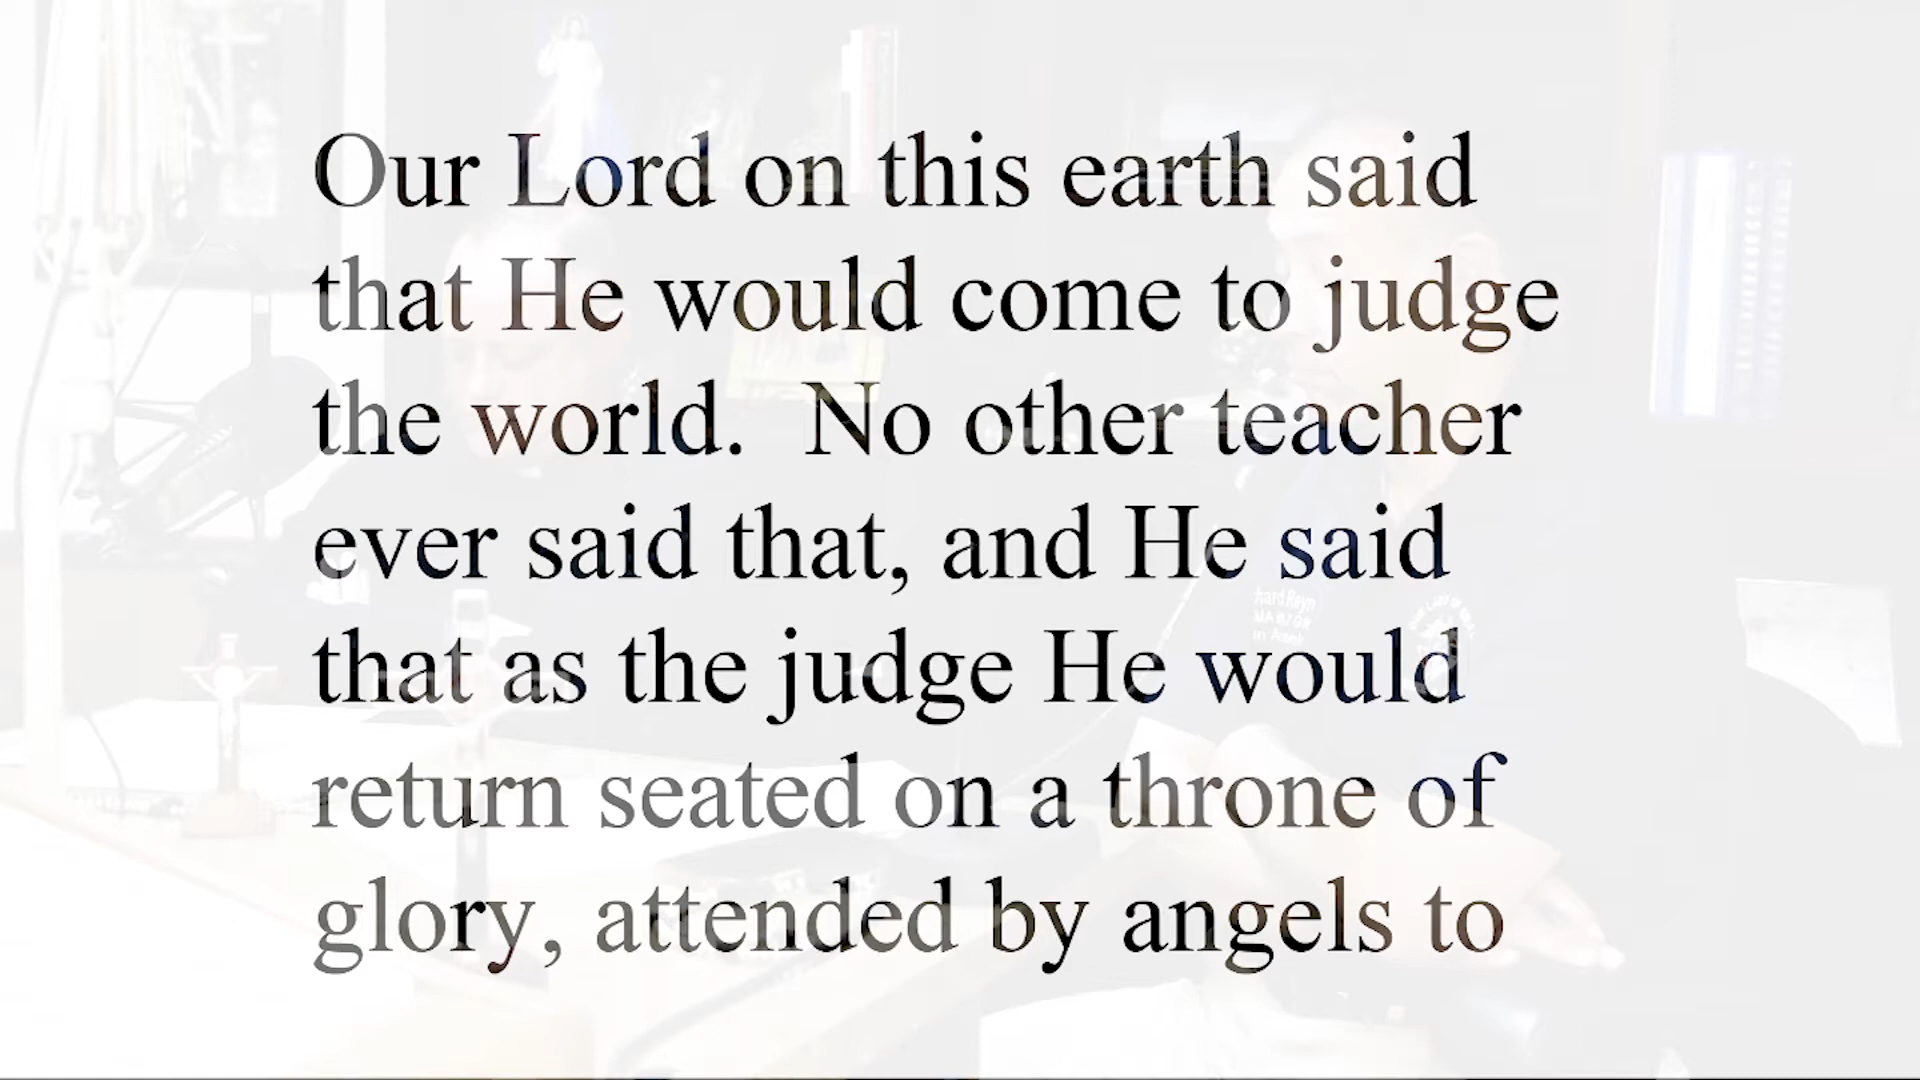 Our Lord on this earth said
that He would come to judge
the world.  No other teacher
ever said that, and He said
that as the judge He would
return seated on a throne of
glory, attended by angels to